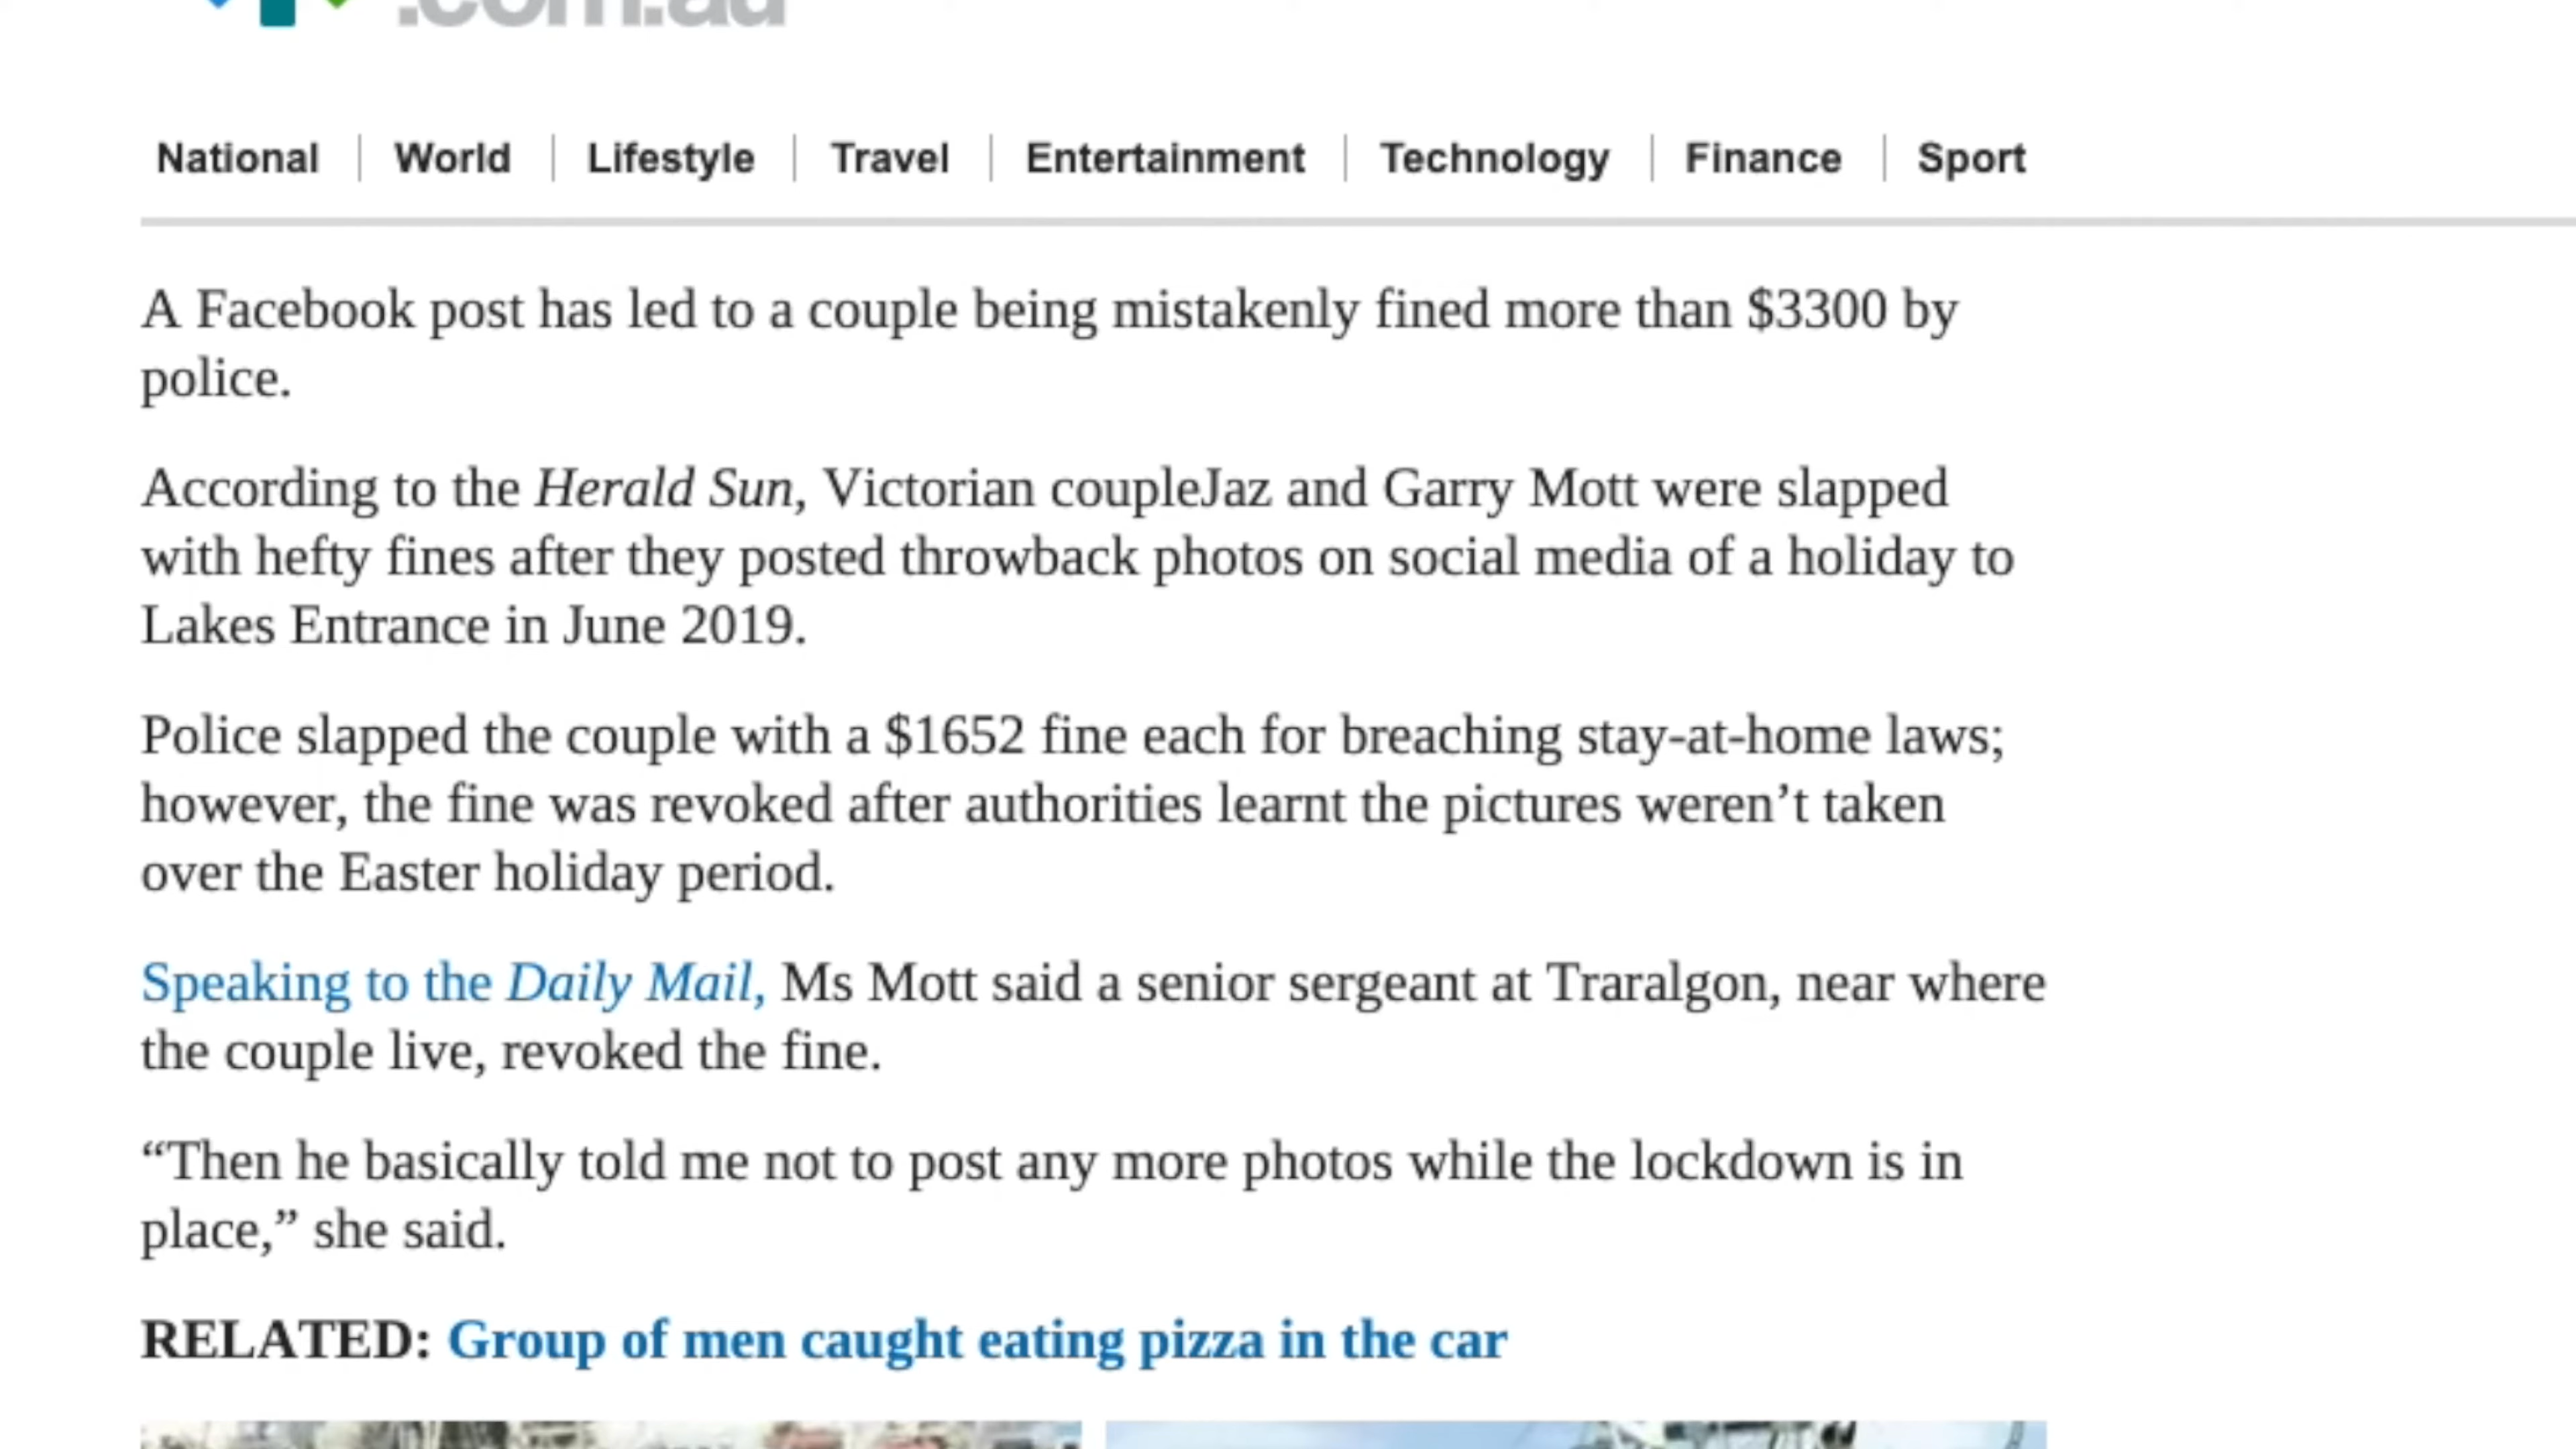 .com.au
National | World | Lifestyle | Travel | Entertainment | Technology | Finance | Sport
A Facebook post has led to a couple being mistakenly fined more than $3300 by
police.
According to the Herald Sun, Victorian coupleJaz and Garry Mott were slapped
with hefty fines after they posted throwback photos on social media of a holiday to
Lakes Entrance in June 2019.
Police slapped the couple with a $1652 fine each for breaching stay-at-home laws;
however, the fine was revoked after authorities learnt the pictures weren’t taken
over the Easter holiday period.
Speaking to the Daily Mail, Ms Mott said a senior sergeant at Traralgon, near where
the couple live, revoked the fine.
“Then he basically told me not to post any more photos while the lockdown is in
place,” she said.
RELATED: Group of men caught eating pizza in the car